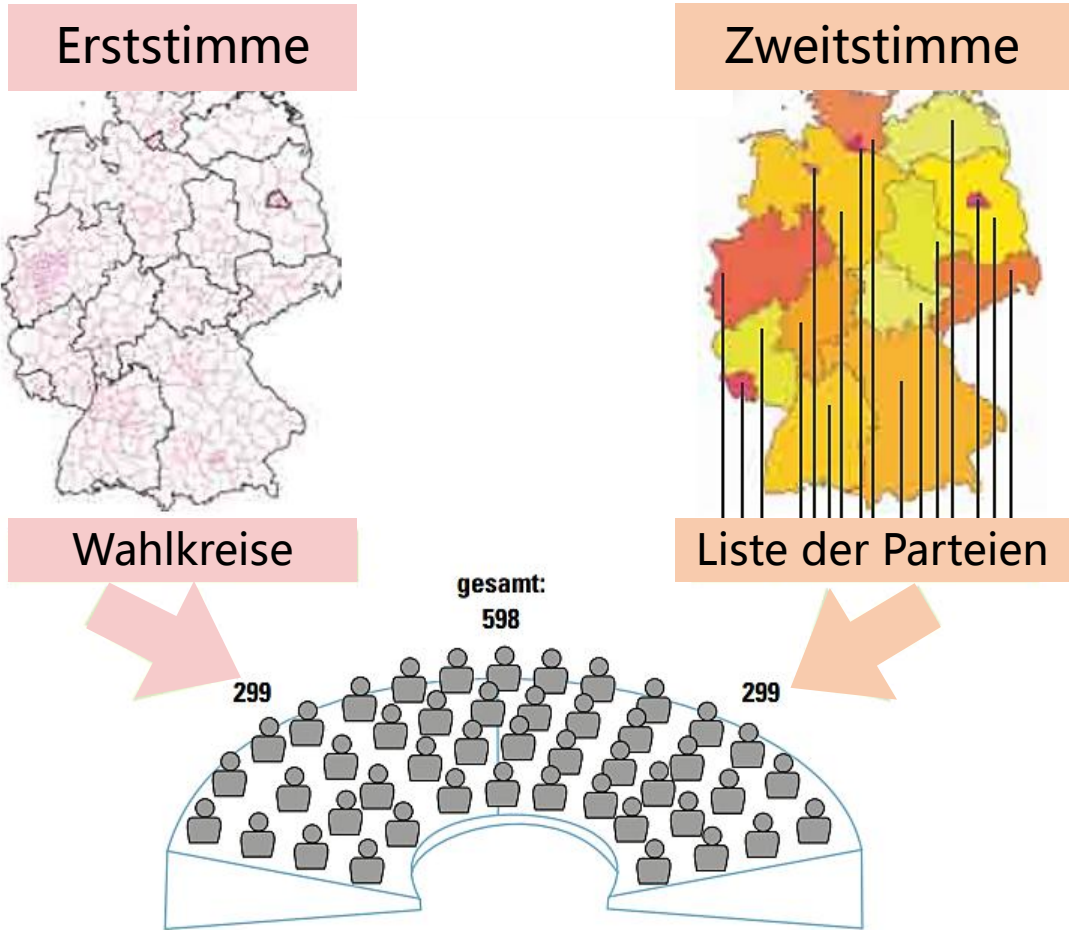 Erststimme
Zweitstimme
Wahlkreise
Liste der Parteien
gesamt:
598
299
299